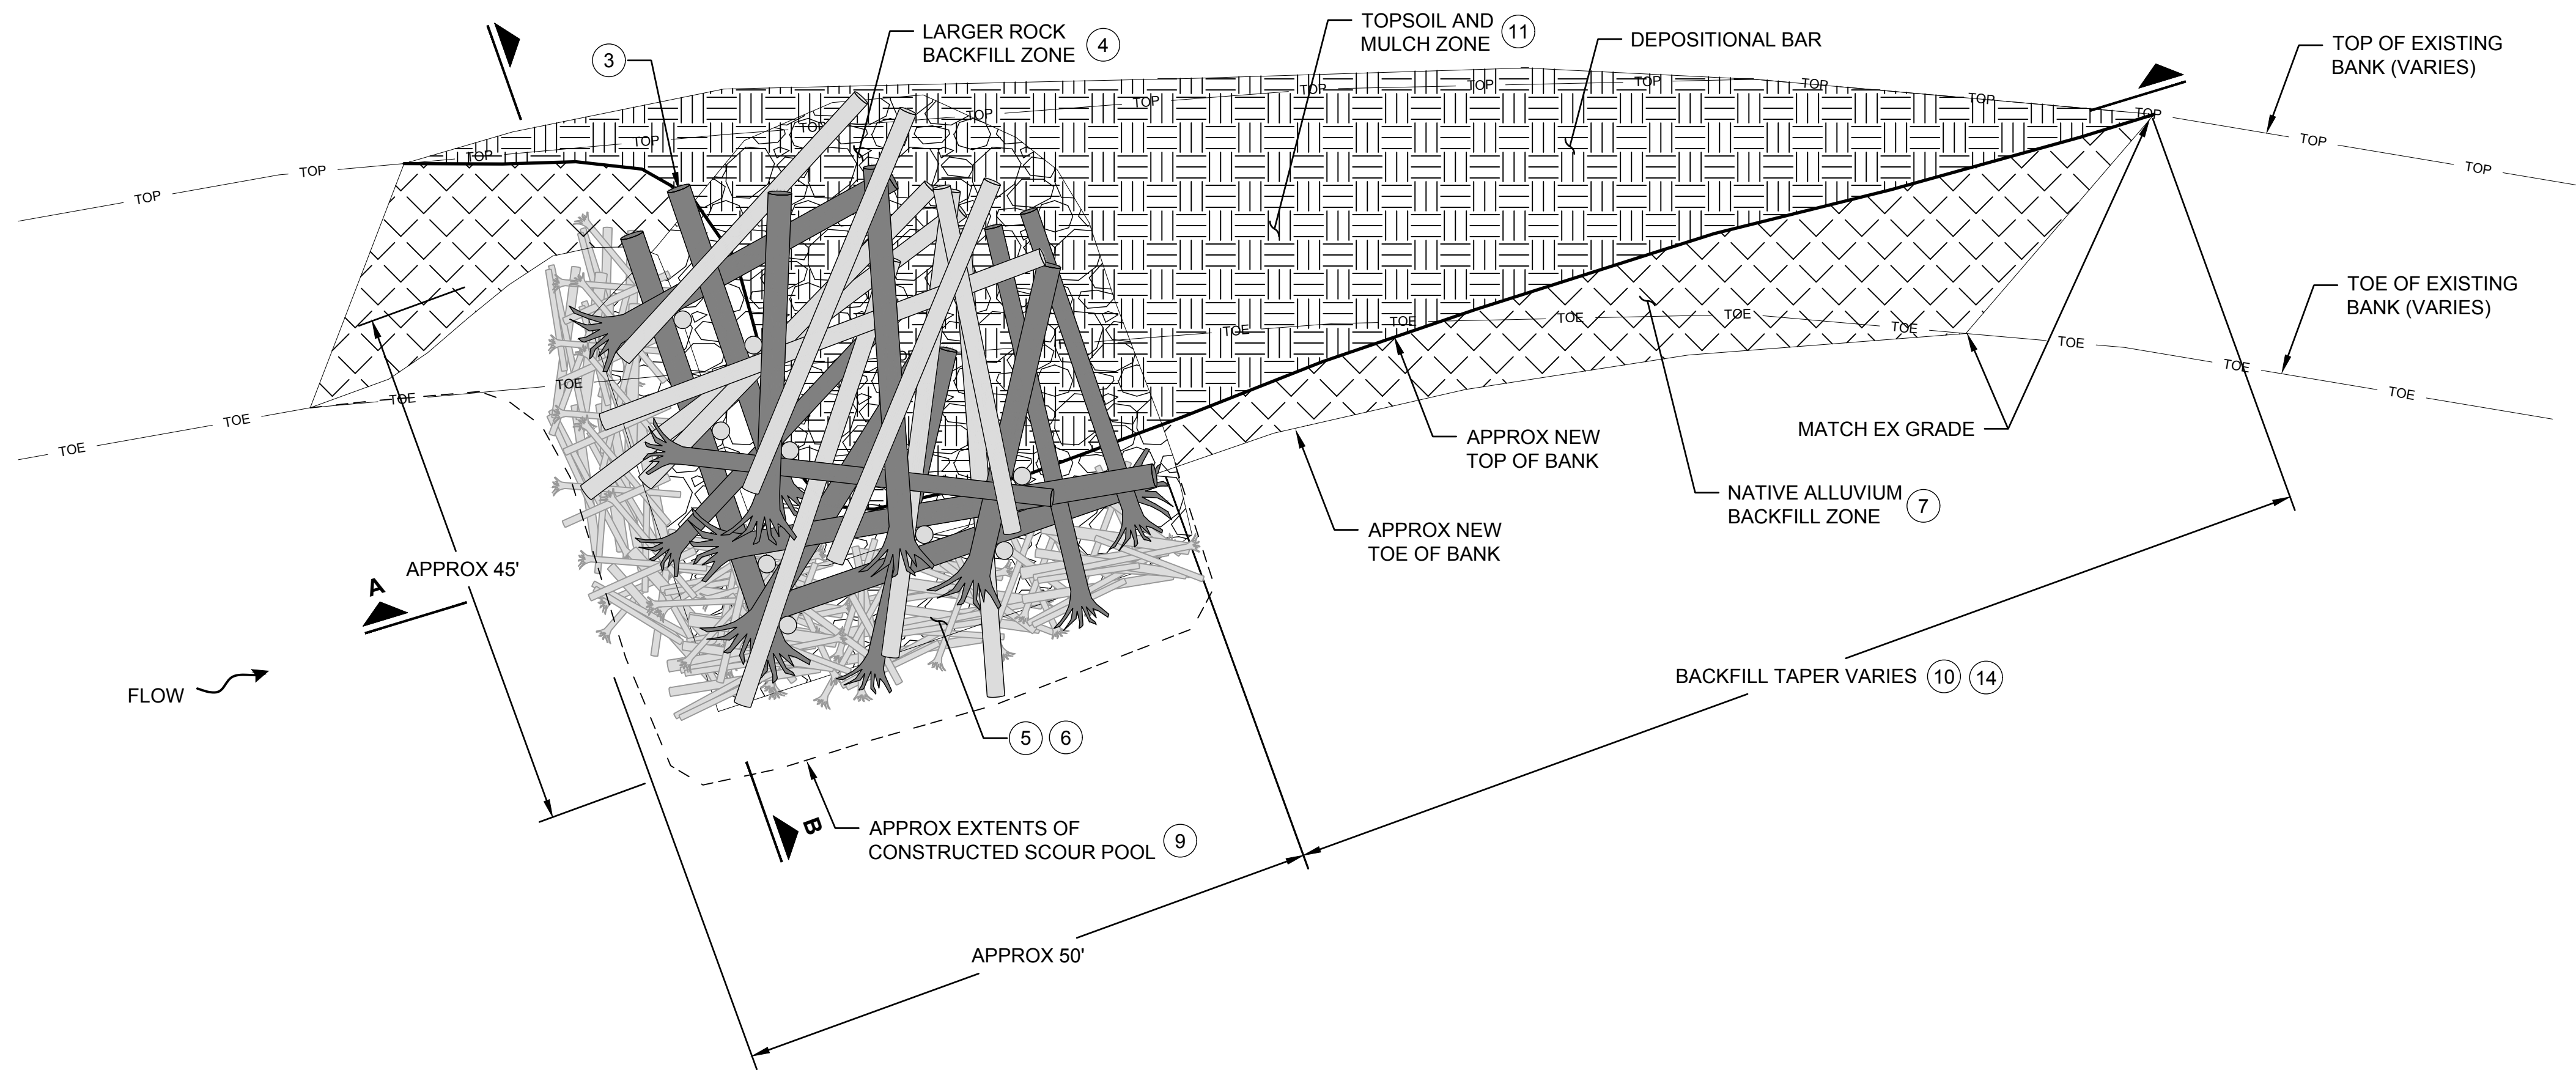 3
LARGER ROCK
BACKFILL ZONE 4
TOPSOIL AND
MULCH ZONE 11
DEPOSITIONAL BAR
TOP OF EXISTING
BANK (VARIES)
TOP TOP TOP TOP TOP TOP TOP TOP TOP TOP TOP TOP TOP TOP TOP
TOE OF EXISTING
BANK (VARIES)
TOE TOE TOE TOE TOE TOE TOE TOE TOE TOE TOE TOE TOE
MATCH EX GRADE
APPROX NEW
TOP OF BANK
NATIVE ALLUVIUM
BACKFILL ZONE 7
APPROX NEW
TOE OF BANK
APPROX 45'
A
FLOW
BACKFILL TAPER VARIES 10 14
5 6
B
APPROX EXTENTS OF
CONSTRUCTED SCOUR POOL 9
APPROX 50'